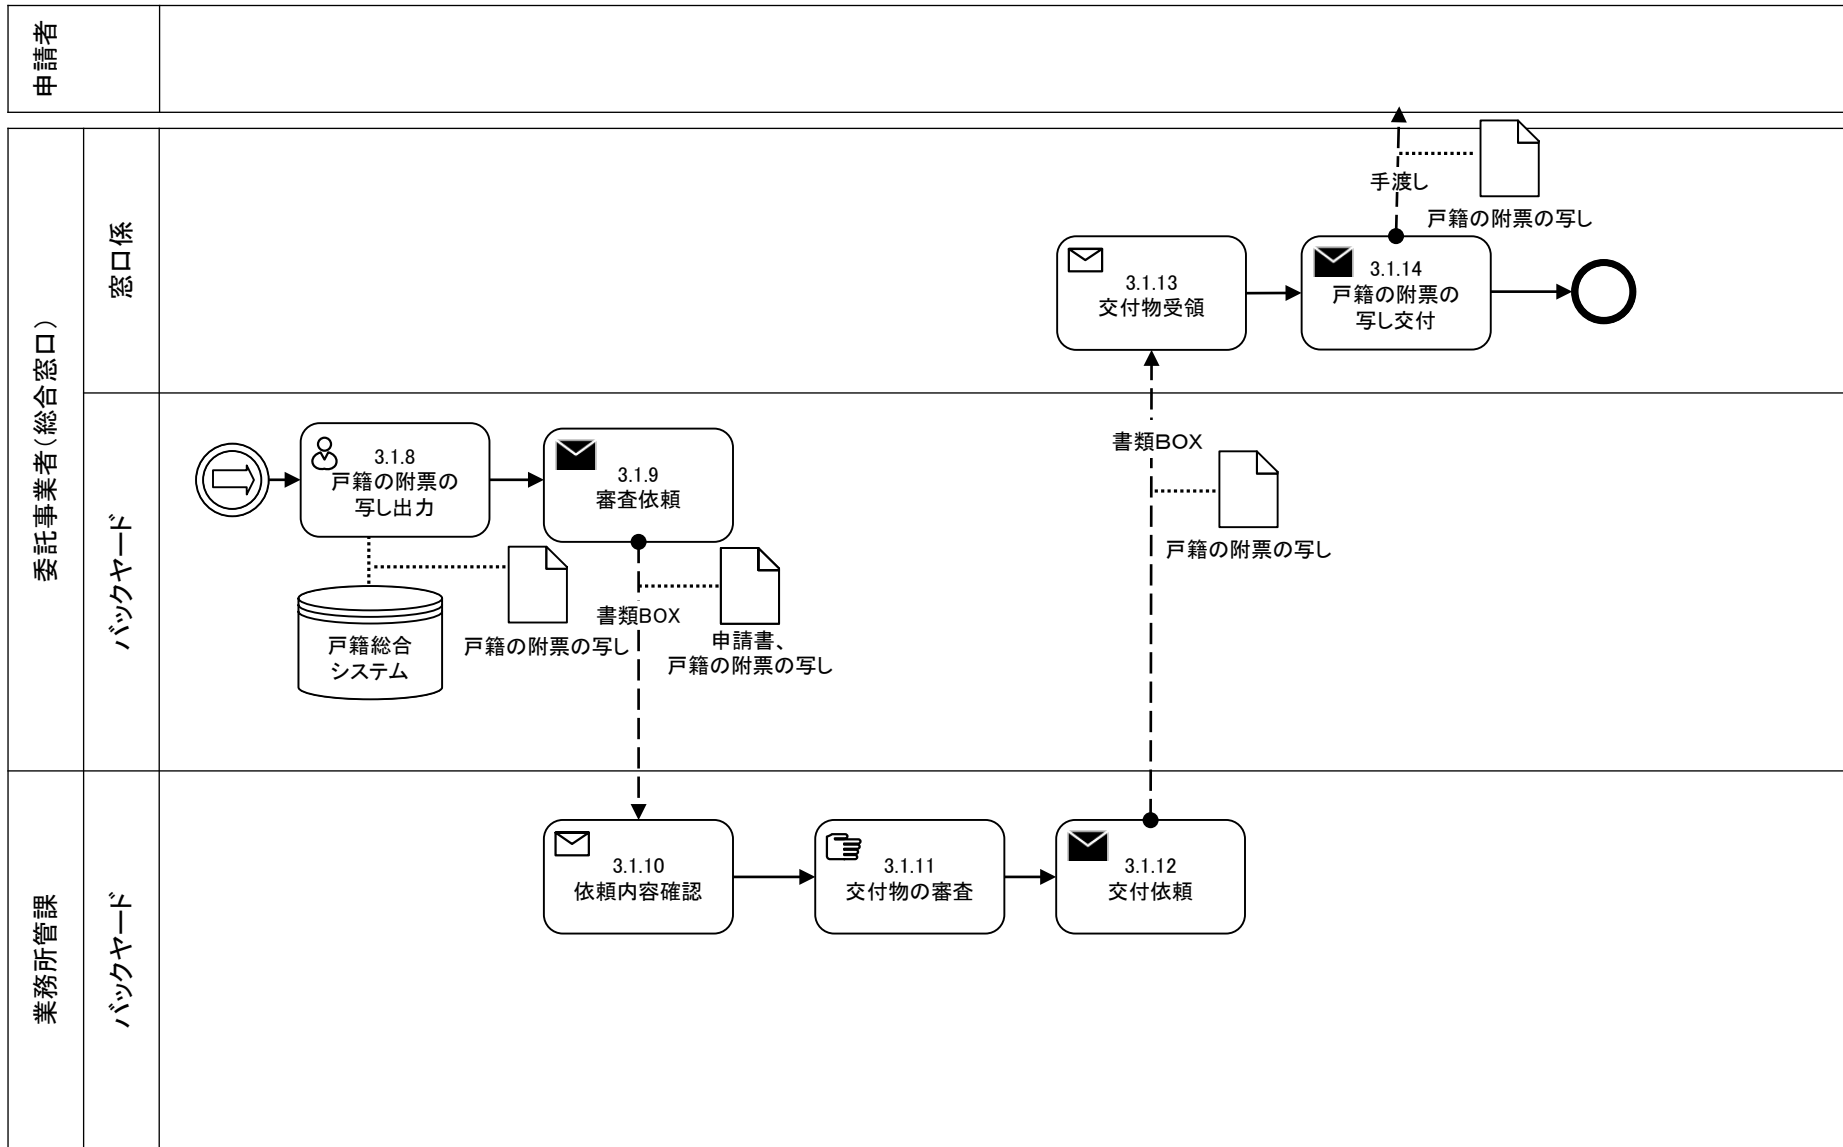 申請者
委託事業者(総合窓口)
窓口係
手渡し
戸籍の附票の写し
3.1.13
交付物受領
3.1.14
戸籍の附票の
写し交付
バックヤード
3.1.8
戸籍の附票の
写し出力
3.1.9
審査依頼
書類BOX
戸籍の附票の写し
戸籍総合
システム
戸籍の附票の写し
書類BOX
申請書、
戸籍の附票の写し
業務所管課
バックヤード
3.1.10
依頼内容確認
3.1.11
交付物の審査
3.1.12
交付依頼